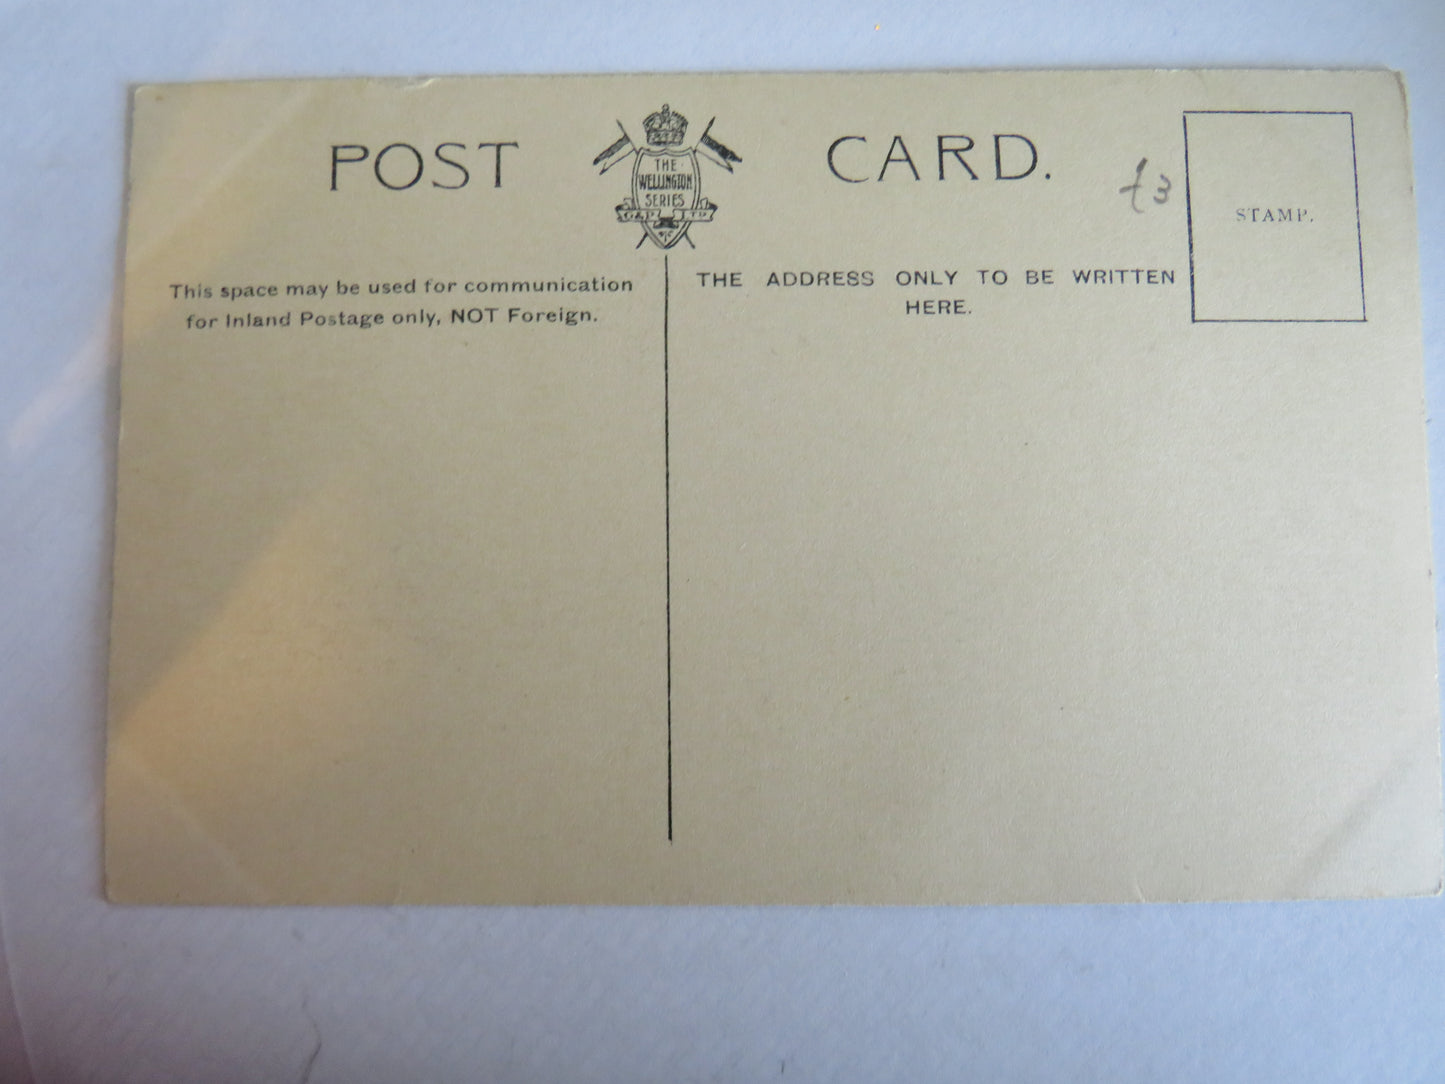 POST CARD.
THE
WELLINGTON
SERIES
G&P LTD.
£3
STAMP.
This space may be used for communication
for Inland Postage only, NOT Foreign.
THE ADDRESS ONLY TO BE WRITTEN
HERE.